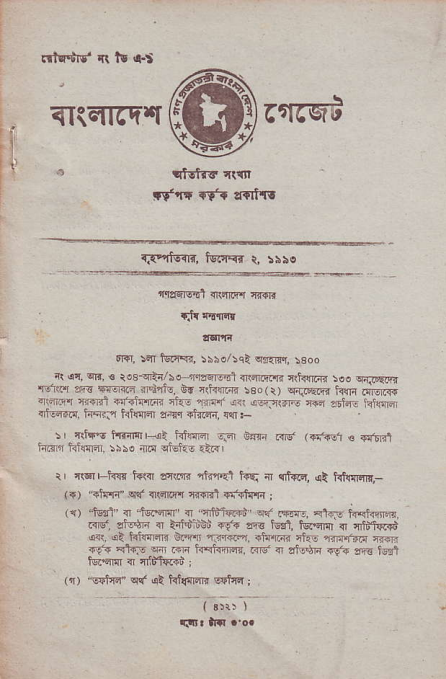 রেজিস্টার্ড নং ডি এ-১
বাংলাদেশ গেজেট
গণপ্রজাতন্ত্রী বাংলাদেশ
সরকার
অতিরিক্ত সংখ্যা
কর্তৃপক্ষ কর্তৃক প্রকাশিত
বৃহস্পতিবার, ডিসেম্বর ২, ১৯৯৩
গণপ্রজাতন্ত্রী বাংলাদেশ সরকার
কৃষি মন্ত্রণালয়
প্রজ্ঞাপন
ঢাকা, ১লা ডিসেম্বর, ১৯৯৩/১৭ই অগ্রহায়ণ, ১৪০০
নং এস, আর, ও ২৩৪-আইন/৯৩—গণপ্রজাতন্ত্রী বাংলাদেশের সংবিধানের ১৩৩ অনুচ্ছেদের
শর্তাংশে প্রদত্ত ক্ষমতাবলে রাষ্ট্রপতি, উক্ত সংবিধানের ১৪০(২) অনুচ্ছেদের বিধান মোতাবেক
বাংলাদেশ সরকারী কর্মকমিশনের সহিত পরামর্শ এবং এতদ্‌সংক্রান্ত সকল প্রচলিত বিধিমালা
বাতিলক্রমে, নিম্নরূপ বিধিমালা প্রণয়ণ করিলেন, যথা:—
১। সংক্ষিপ্ত শিরনামা।—এই বিধিমালা তুলা উন্নয়ন বোর্ড (কর্মকর্তা ও কর্মচারী
নিয়োগ বিধিমালা, ১৯৯৩ নামে অভিহিত হইবে।
২। সংজ্ঞা।—বিষয় কিংবা প্রসংগের পরিপন্থী কিছু না থাকিলে, এই বিধিমালায়,—
(ক) “কমিশন” অর্থ বাংলাদেশ সরকারী কর্মকমিশন;
(খ) “ডিগ্রী” বা “ডিপ্লোমা” বা “সার্টিফিকেট” অর্থ ক্ষেত্রমত, স্বীকৃত বিশ্ববিদ্যালয়,
বোর্ড, প্রতিষ্ঠান বা ইনস্টিটিউট কর্তৃক প্রদত্ত ডিগ্রী, ডিপ্লোমা বা সার্টিফিকেট
এবং, এই বিধিমালার উদ্দেশ্য পূরণকল্পে, কমিশনের সহিত পরামর্শক্রমে সরকার
কর্তৃক স্বীকৃত অন্য কোন বিশ্ববিদ্যালয়, বোর্ড বা প্রতিষ্ঠান কর্তৃক প্রদত্ত ডিগ্রী
ডিপ্লোমা বা সার্টিফিকেট;
(গ) “তফসিল” অর্থ এই বিধিমালার তফসিল;
(৪১২১)
মূল্য: টাকা ৩·০০